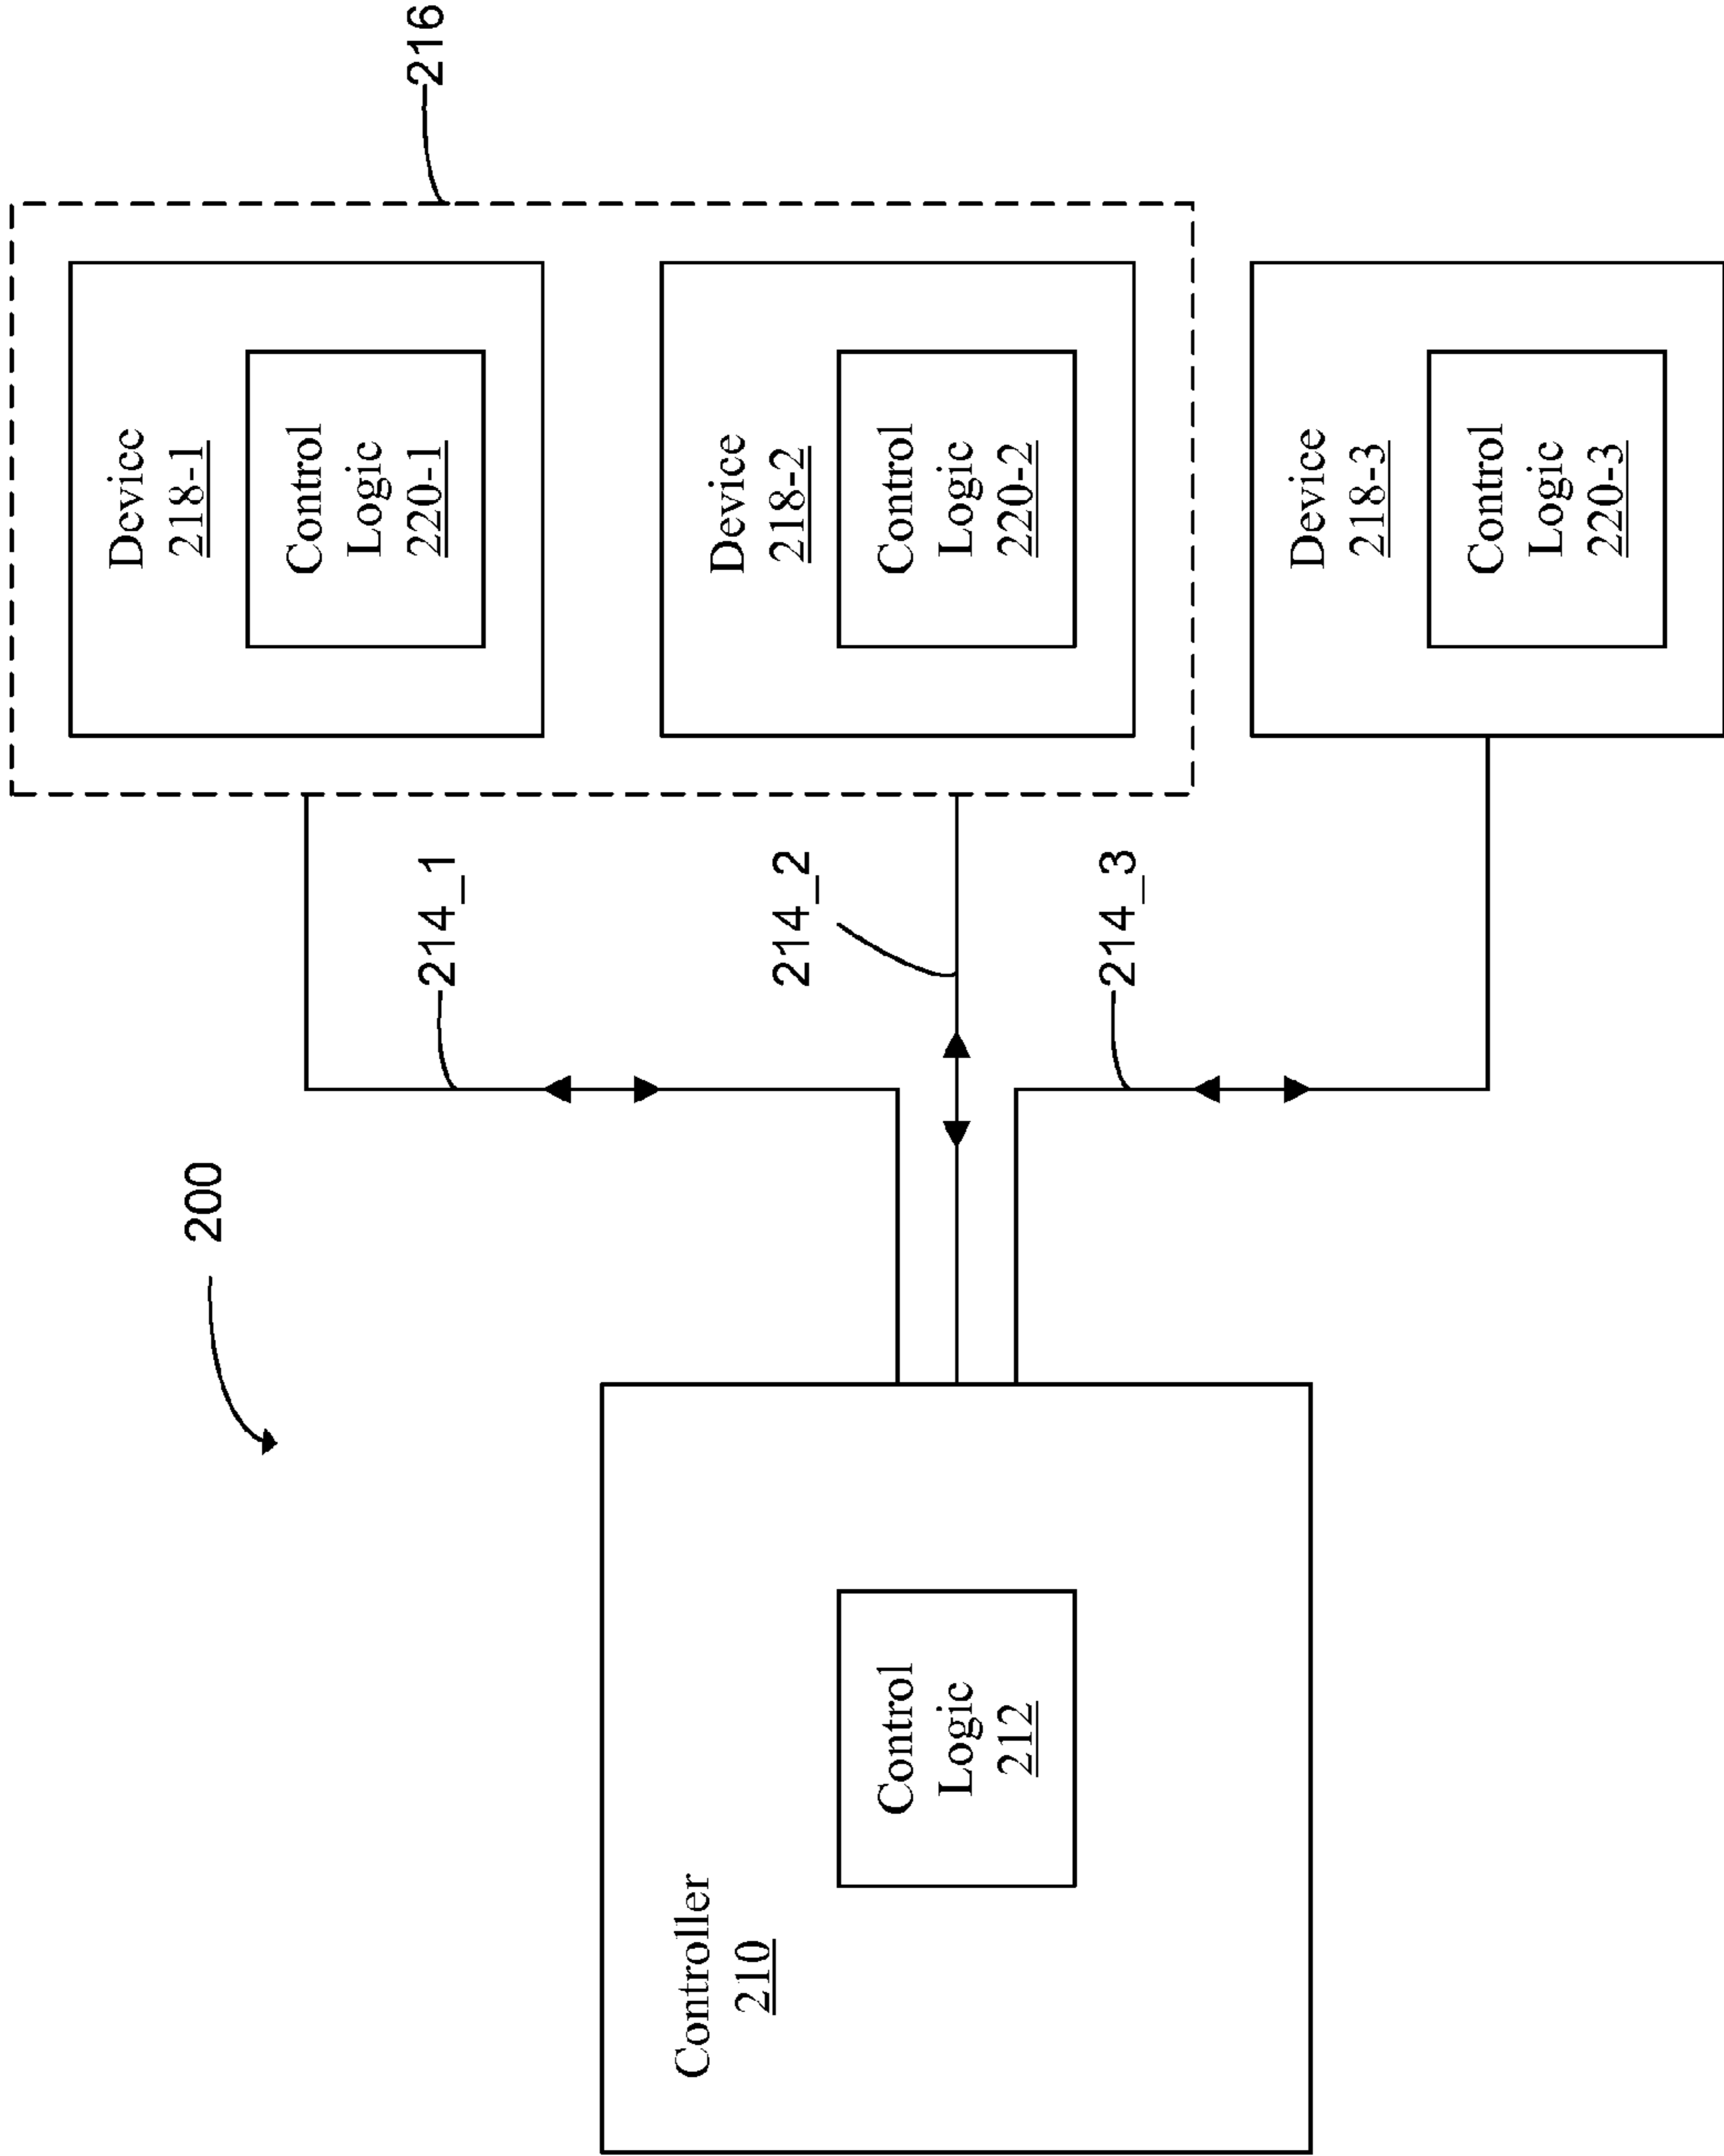 200
216
Device
218-1
Control
Logic
220-1
Device
218-2
Control
Logic
220-2
Device
218-3
Control
Logic
220-3
214_1
214_2
214_3
Controller
210
Control
Logic
212